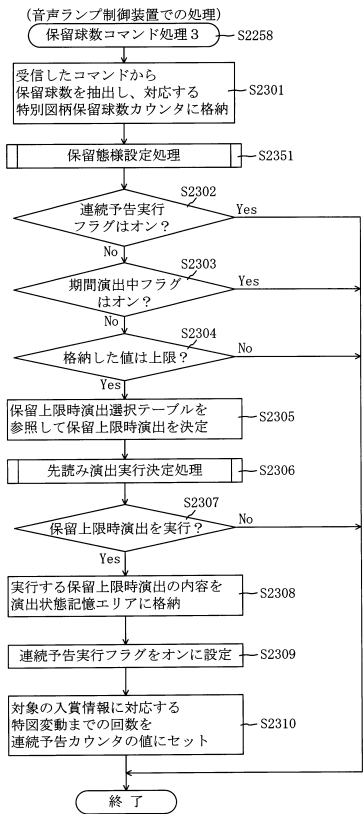 (音声ランプ制御装置での処理)
保留球数コマンド処理3
S2258
受信したコマンドから
保留球数を抽出し、対応する
特別図柄保留球数カウンタに格納
S2301
保留態様設定処理
S2351
S2302
連続予告実行
フラグはオン?
Yes
No
S2303
期間演出中フラグ
はオン?
Yes
No
S2304
格納した値は上限?
No
Yes
保留上限時演出選択テーブルを
参照して保留上限時演出を決定
S2305
先読み演出実行決定処理
S2306
S2307
保留上限時演出を実行?
No
Yes
実行する保留上限時演出の内容を
演出状態記憶エリアに格納
S2308
連続予告実行フラグをオンに設定
S2309
対象の入賞情報に対応する
特図変動までの回数を
連続予告カウンタの値にセット
S2310
終了